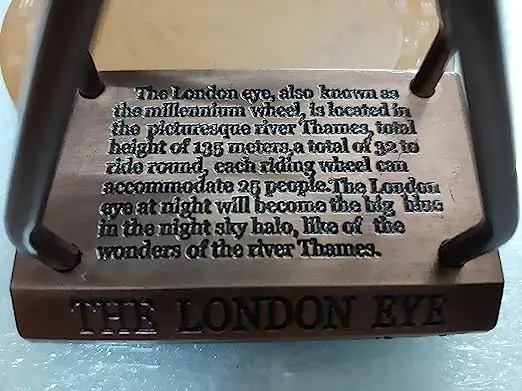 The London eye, also known as
the millennium wheel, is located in
the picturesque river Thames, total
height of 135 meters,a total of 32 to
ride round, each riding wheel can
accommodate 25 people.The London
eye at night will become the big blue
in the night sky halo, like of the
wonders of the river Thames.
THE LONDON EYE